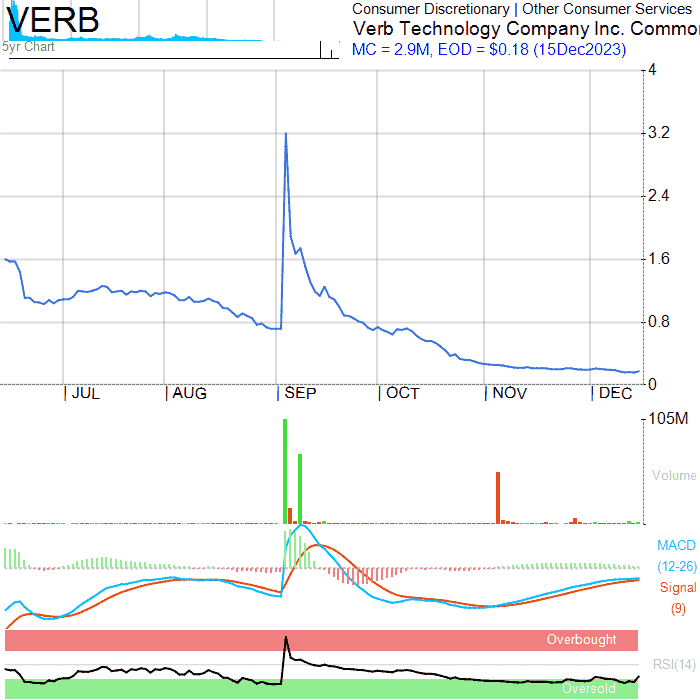 VERB
Consumer Discretionary | Other Consumer Services
Verb Technology Company Inc. Commo
5yr Chart
MC = 2.9M, EOD = $0.18 (15Dec2023)
4
3.2
2.4
1.6
0.8
0
| JUL | AUG | SEP | OCT | NOV | DEC
105M
Volume
MACD
(12-26)
Signal
(9)
Overbought
RSI(14)
Oversold